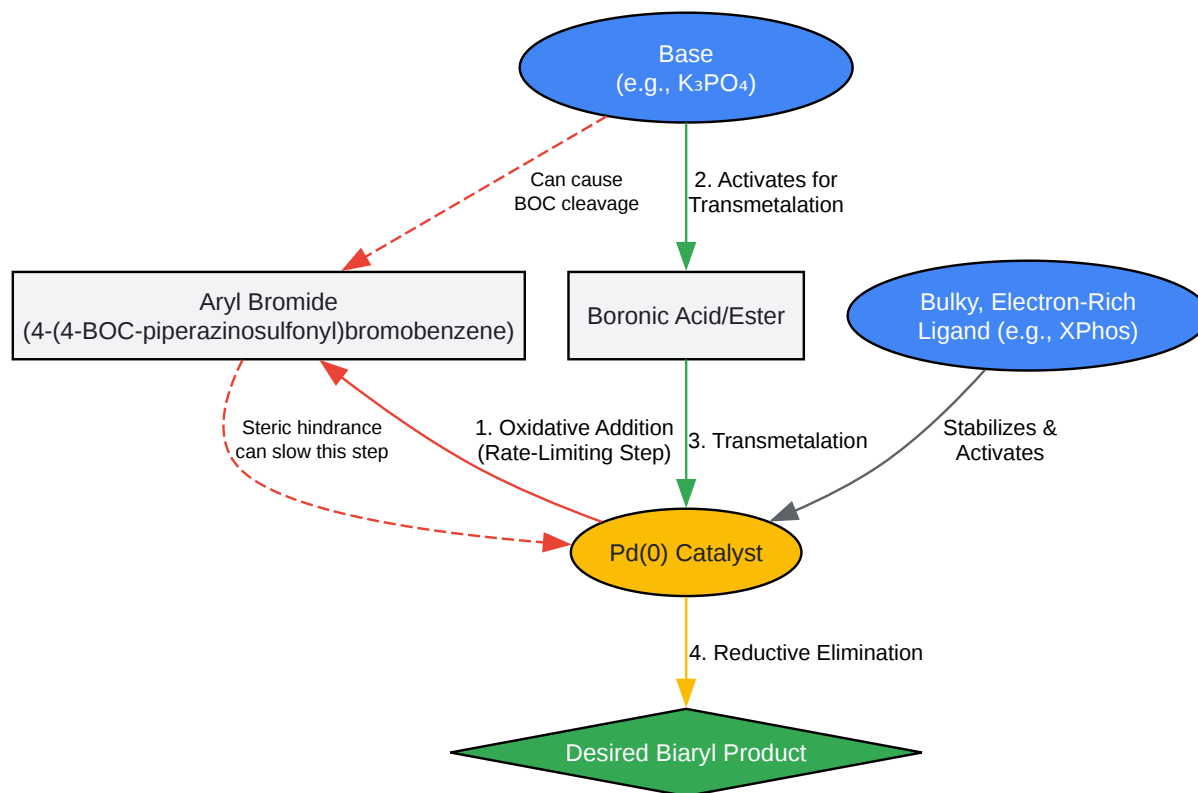 Base
(e.g., K₃PO₄)
Can cause
BOC cleavage
2. Activates for
Transmetalation
Aryl Bromide
(4-(4-BOC-piperazinosulfonyl)bromobenzene)
Boronic Acid/Ester
Bulky, Electron-Rich
Ligand (e.g., XPhos)
Steric hindrance
can slow this step
1. Oxidative Addition
(Rate-Limiting Step)
3. Transmetalation
Stabilizes &
Activates
Pd(0) Catalyst
4. Reductive Elimination
Desired Biaryl Product